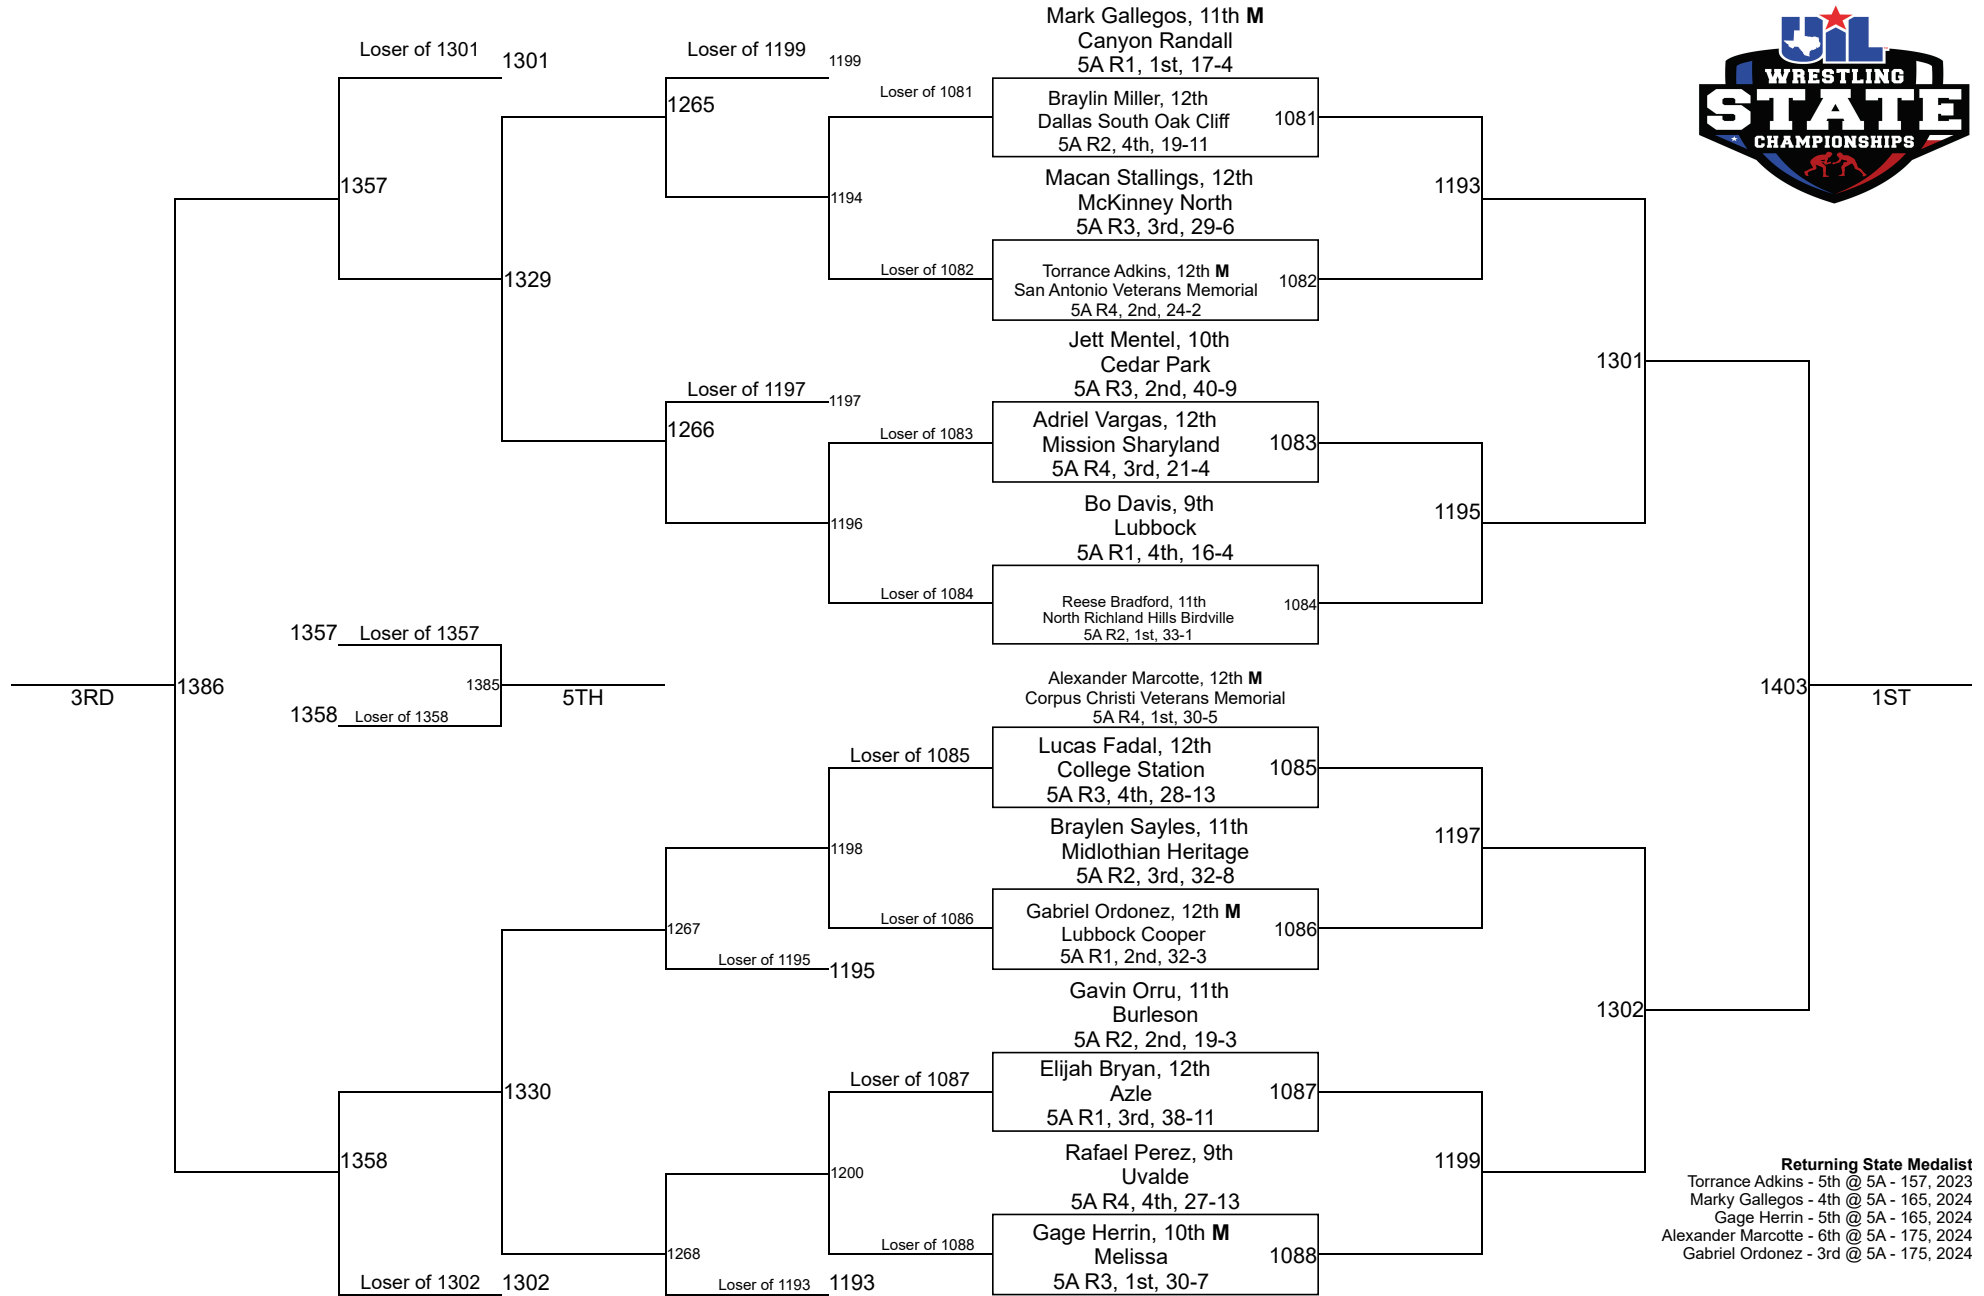 Mark Gallegos, 11th M
Canyon Randall
5A R1, 1st, 17-4
UIL
WRESTLING
STATE
CHAMPIONSHIPS
Loser of 1301
1301
Loser of 1199
1199
Loser of 1081
1265
Braylin Miller, 12th
Dallas South Oak Cliff
5A R2, 4th, 19-11
1081
Macan Stallings, 12th
McKinney North
5A R3, 3rd, 29-6
1357
1194
1193
Loser of 1082
Torrance Adkins, 12th M
San Antonio Veterans Memorial
5A R4, 2nd, 24-2
1082
1329
Jett Mentel, 10th
Cedar Park
5A R3, 2nd, 40-9
1301
Loser of 1197
1197
1266
Loser of 1083
Adriel Vargas, 12th
Mission Sharyland
5A R4, 3rd, 21-4
1083
Bo Davis, 9th
Lubbock
5A R1, 4th, 16-4
1196
1195
Loser of 1084
Reese Bradford, 11th
North Richland Hills Birdville
5A R2, 1st, 33-1
1084
1357
Loser of 1357
3RD
1386
1385
5TH
1358
Loser of 1358
1403
1ST
Alexander Marcotte, 12th M
Corpus Christi Veterans Memorial
5A R4, 1st, 30-5
Loser of 1085
Lucas Fadal, 12th
College Station
5A R3, 4th, 28-13
1085
Braylen Sayles, 11th
Midlothian Heritage
5A R2, 3rd, 32-8
1198
1197
Loser of 1086
Gabriel Ordonez, 12th M
Lubbock Cooper
5A R1, 2nd, 32-3
1086
1267
Loser of 1195
1195
Gavin Orru, 11th
Burleson
5A R2, 2nd, 19-3
1302
1330
Loser of 1087
Elijah Bryan, 12th
Azle
5A R1, 3rd, 38-11
1087
Rafael Perez, 9th
Uvalde
5A R4, 4th, 27-13
1358
1200
1199
Loser of 1088
Gage Herrin, 10th M
Melissa
5A R3, 1st, 30-7
1088
1268
Loser of 1302
1302
Loser of 1193
1193
Returning State Medalist
Torrance Adkins - 5th @ 5A - 157, 2023
Marky Gallegos - 4th @ 5A - 165, 2024
Gage Herrin - 5th @ 5A - 165, 2024
Alexander Marcotte - 6th @ 5A - 175, 2024
Gabriel Ordonez - 3rd @ 5A - 175, 2024